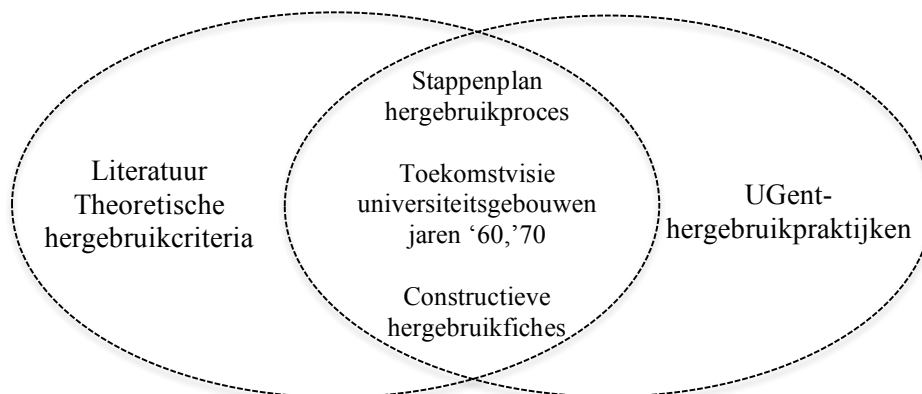 Literatuur
Theoretische
hergebruikcriteria
Stappenplan
hergebruikproces
Toekomstvisie
universiteitsgebouwen
jaren ‘60,’70
Constructieve
hergebruikfiches
UGent-
hergebruikpraktijken